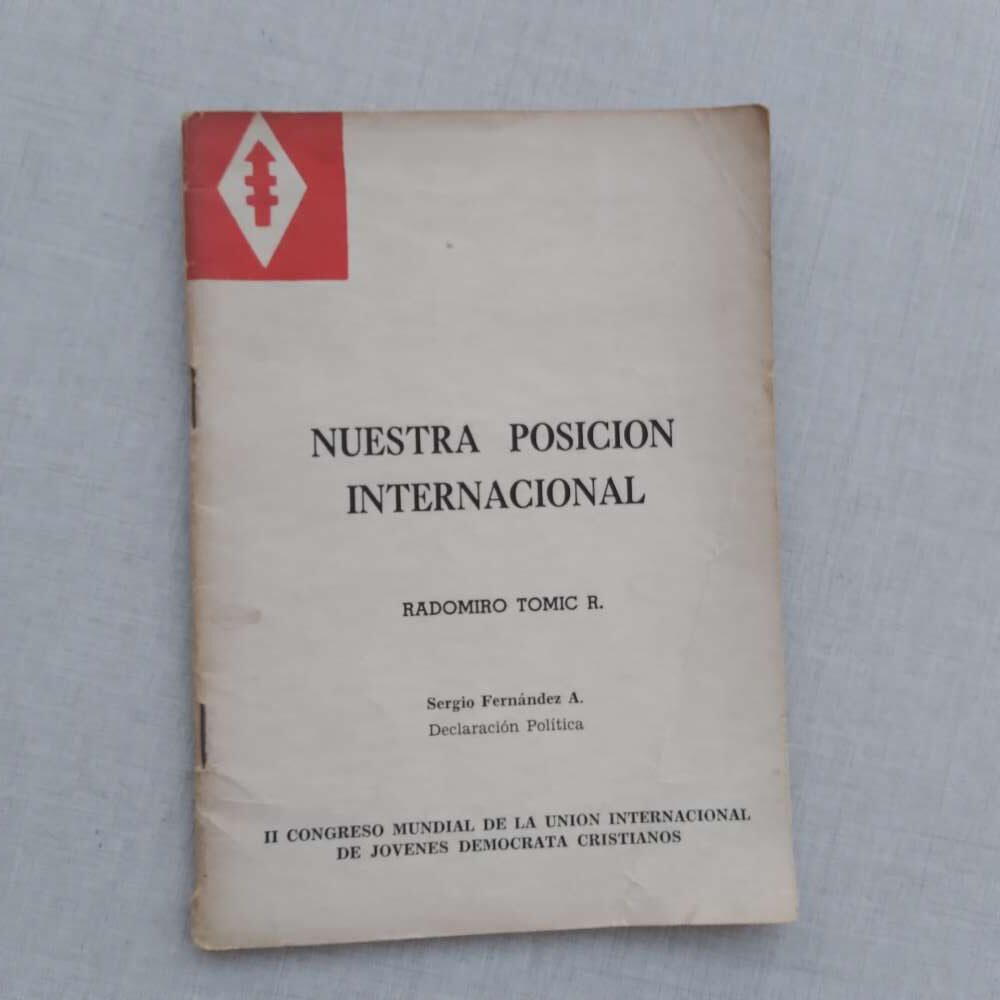 NUESTRA POSICION
INTERNACIONAL
RADOMIRO TOMIC R.
Sergio Fernández A.
Declaración Política
II CONGRESO MUNDIAL DE LA UNION INTERNACIONAL
DE JOVENES DEMOCRATA CRISTIANOS